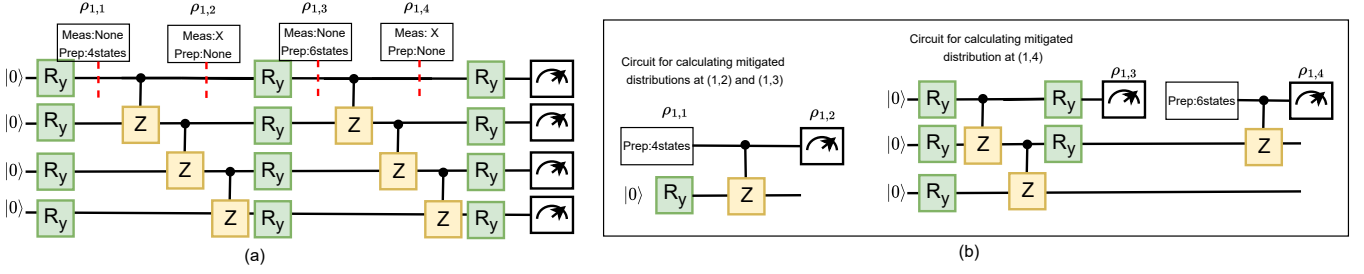 ρ1,1 ρ1,2 ρ1,3 ρ1,4
Meas:None
Prep:4states
Meas:X
Prep:None
Meas:None
Prep:6states
Meas: X
Prep:None
|0⟩ Ry Ry Ry
|0⟩ Ry Z Ry Z Ry
|0⟩ Ry Z Ry Z Ry
|0⟩ Ry Z Ry Z Ry
(a)
Circuit for calculating mitigated
distributions at (1,2) and (1,3)
ρ1,1 ρ1,2
Prep:4states
|0⟩ Ry Z
Circuit for calculating mitigated
distribution at (1,4)
ρ1,3 ρ1,4
|0⟩ Ry Ry Prep:6states
|0⟩ Ry Z Ry Z
|0⟩ Ry Z
(b)